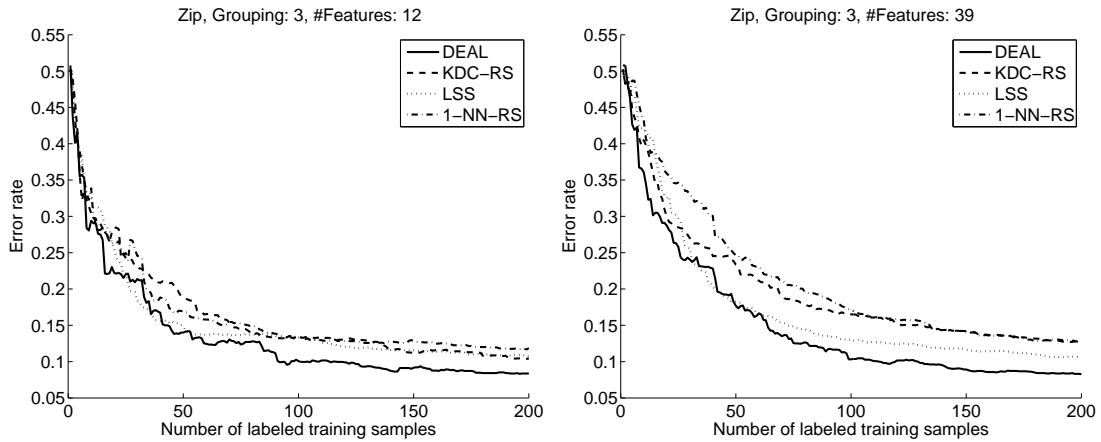 Zip, Grouping: 3, #Features: 12
0.55
0.5
0.45
0.4
0.35
0.3
0.25
0.2
0.15
0.1
0.05
Error rate
DEAL
KDC−RS
LSS
1−NN−RS
0 50 100 150 200
Number of labeled training samples
Zip, Grouping: 3, #Features: 39
0.55
0.5
0.45
0.4
0.35
0.3
0.25
0.2
0.15
0.1
0.05
Error rate
DEAL
KDC−RS
LSS
1−NN−RS
0 50 100 150 200
Number of labeled training samples